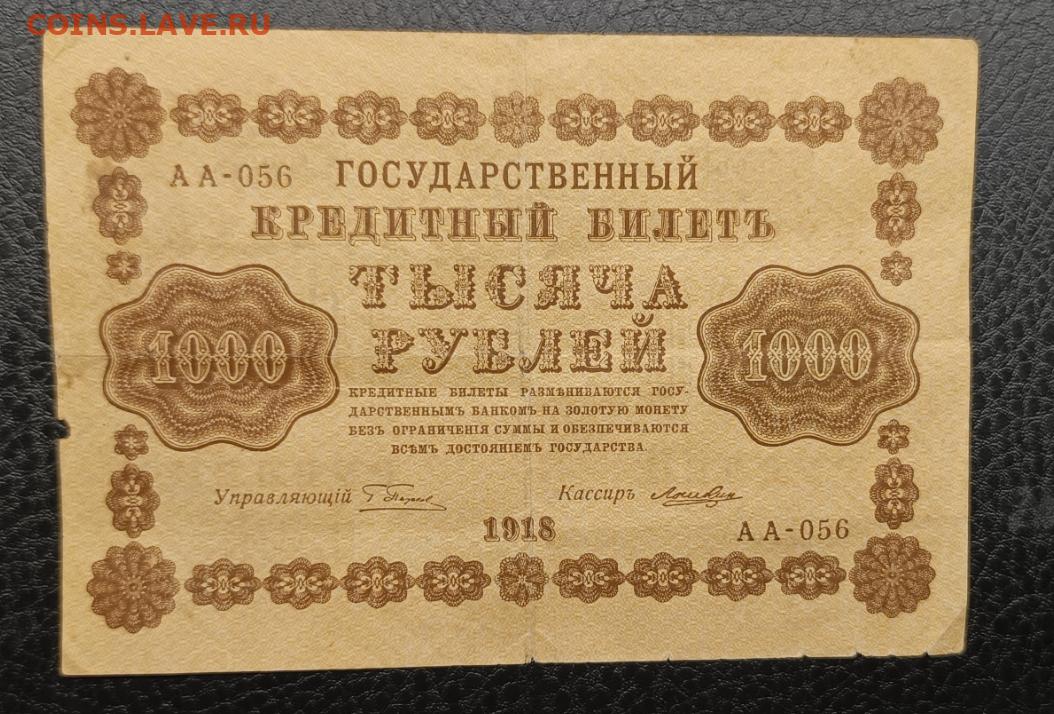 COINS.LAVE.RU
АА-056 ГОСУДАРСТВЕННЫЙ
КРЕДИТНЫЙ БИЛЕТЪ
ТЫСЯЧА
РУБЛЕЙ
1000
1000
КРЕДИТНЫЕ БИЛЕТЫ РАЗМѢНИВАЮТСЯ ГОСУ-
ДАРСТВЕННЫМЪ БАНКОМЪ НА ЗОЛОТУЮ МОНЕТУ
БЕЗЪ ОГРАНИЧЕНІЯ СУММЫ И ОБЕЗПЕЧИВАЮТСЯ
ВСѢМЪ ДОСТОЯНІЕМЪ ГОСУДАРСТВА.
Управляющій Кассиръ
1918
АА-056